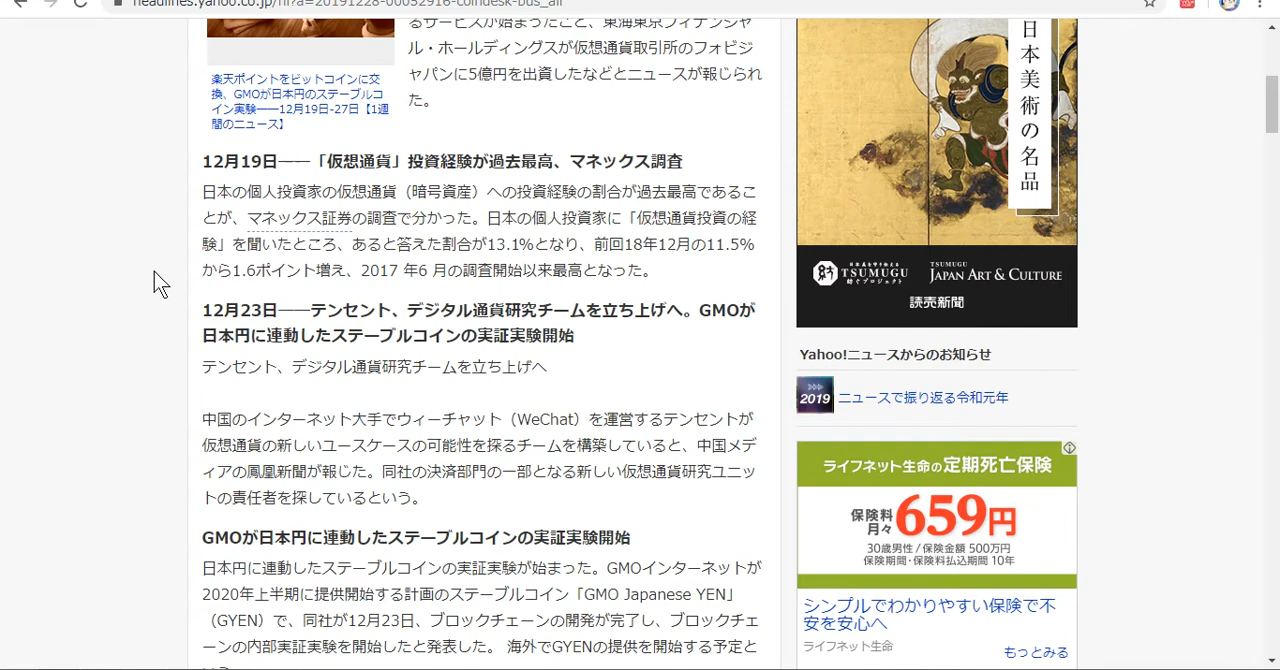 headlines.yahoo.co.jp/hl?a=20191228-00052916-coindesk-bus_all
るサービスが始まったこと、東海東京フィナンシャ
ル・ホールディングスが仮想通貨取引所のフォビジ
ャパンに5億円を出資したなどとニュースが報じられ
た。
楽天ポイントをビットコインに交
換、GMOが日本円のステーブルコ
イン実験――12月19日-27日【1週
間のニュース】
12月19日――「仮想通貨」投資経験が過去最高、マネックス調査
日本の個人投資家の仮想通貨（暗号資産）への投資経験の割合が過去最高であるこ
とが、マネックス証券の調査で分かった。日本の個人投資家に「仮想通貨投資の経
験」を聞いたところ、あると答えた割合が13.1%となり、前回18年12月の11.5%
から1.6ポイント増え、2017 年6 月の調査開始以来最高となった。
12月23日――テンセント、デジタル通貨研究チームを立ち上げへ。GMOが
日本円に連動したステーブルコインの実証実験開始
テンセント、デジタル通貨研究チームを立ち上げへ
中国のインターネット大手でウィーチャット（WeChat）を運営するテンセントが
仮想通貨の新しいユースケースの可能性を探るチームを構築していると、中国メデ
ィアの鳳凰新聞が報じた。同社の決済部門の一部となる新しい仮想通貨研究ユニッ
トの責任者を探しているという。
GMOが日本円に連動したステーブルコインの実証実験開始
日本円に連動したステーブルコインの実証実験が始まった。GMOインターネットが
2020年上半期に提供開始する計画のステーブルコイン「GMO Japanese YEN」
（GYEN）で、同社が12月23日、ブロックチェーンの開発が完了し、ブロックチェ
ーンの内部実証実験を開始したと発表した。 海外でGYENの提供を開始する予定と
日本美術の名品
TSUMUGU
紡ぐプロジェクト
TSUMUGU
JAPAN ART & CULTURE
読売新聞
Yahoo!ニュースからのお知らせ
2019
ニュースで振り返る令和元年
ライフネット生命の定期死亡保険
保険料
月々
659円
30歳男性 / 保険金額 500万円
保険期間・保険料払込期間 10年
シンプルでわかりやすい保険で不
安を安心へ
ライフネット生命
もっとみる